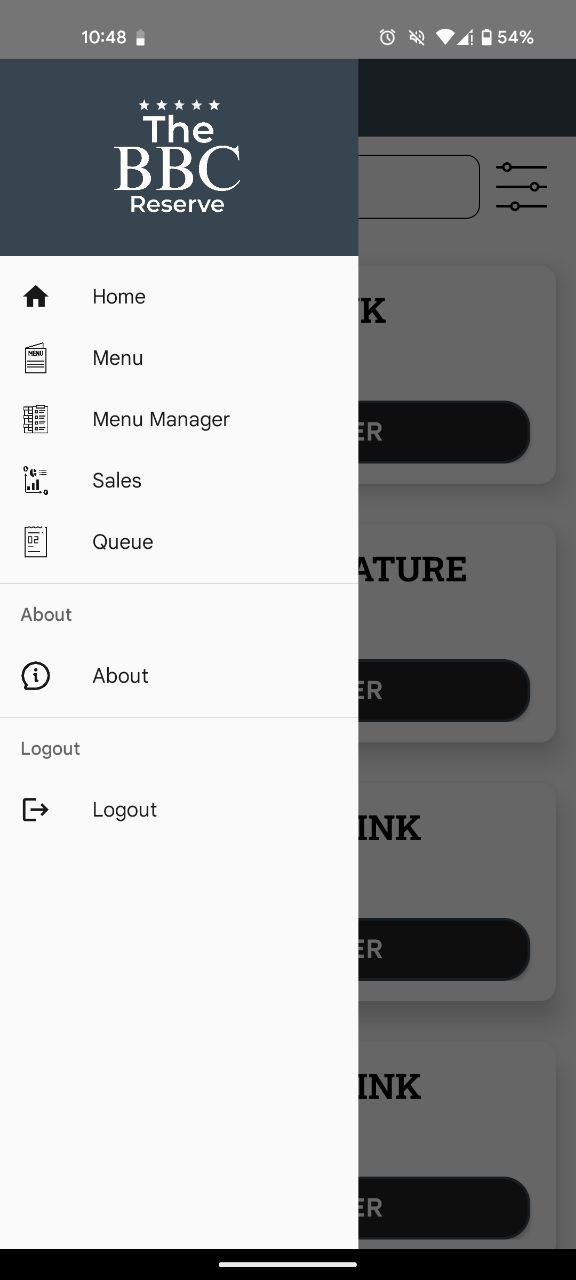 10:48
54%
The
BBC
Reserve
Home
MENU
Menu
Menu Manager
Sales
02
Queue
About
About
Logout
Logout
K
ER
ATURE
ER
INK
ER
INK
ER